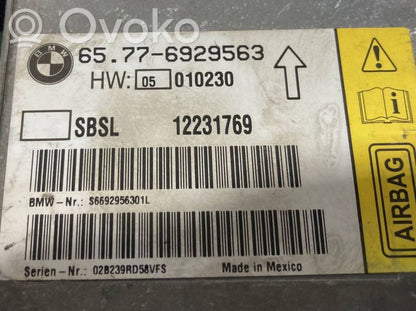 OVOKO
BMW
65.77-6929563
HW: 05 010230
SBSL 12231769
BMW-Nr.: S6692956301L
Serien-Nr: 028239RD58VFS
Made in Mexico
AIRBAG